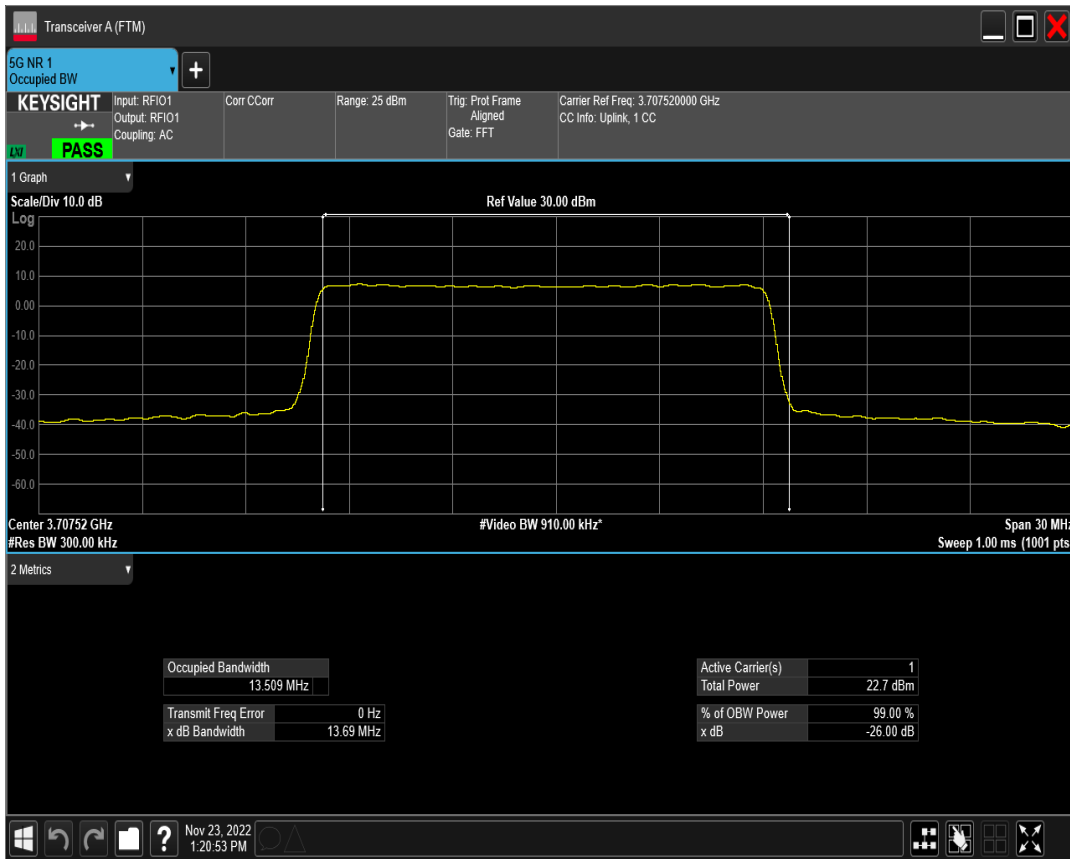 Transceiver A (FTM)
5G NR 1
Occupied BW
+
KEYSIGHT
LXI
PASS
Input: RFIO1
Output: RFIO1
Coupling: AC
Corr CCorr
Range: 25 dBm
Trig: Prot Frame
Aligned
Gate: FFT
Carrier Ref Freq: 3.707520000 GHz
CC Info: Uplink, 1 CC
1 Graph
Scale/Div 10.0 dB
Ref Value 30.00 dBm
Log
20.0
10.0
0.00
-10.0
-20.0
-30.0
-40.0
-50.0
-60.0
Center 3.70752 GHz
#Video BW 910.00 kHz*
Span 30 MHz
#Res BW 300.00 kHz
Sweep 1.00 ms (1001 pts
2 Metrics
Occupied Bandwidth
13.509 MHz
Transmit Freq Error 0 Hz
x dB Bandwidth 13.69 MHz
Active Carrier(s) 1
Total Power 22.7 dBm
% of OBW Power 99.00 %
x dB -26.00 dB
?
Nov 23, 2022
1:20:53 PM